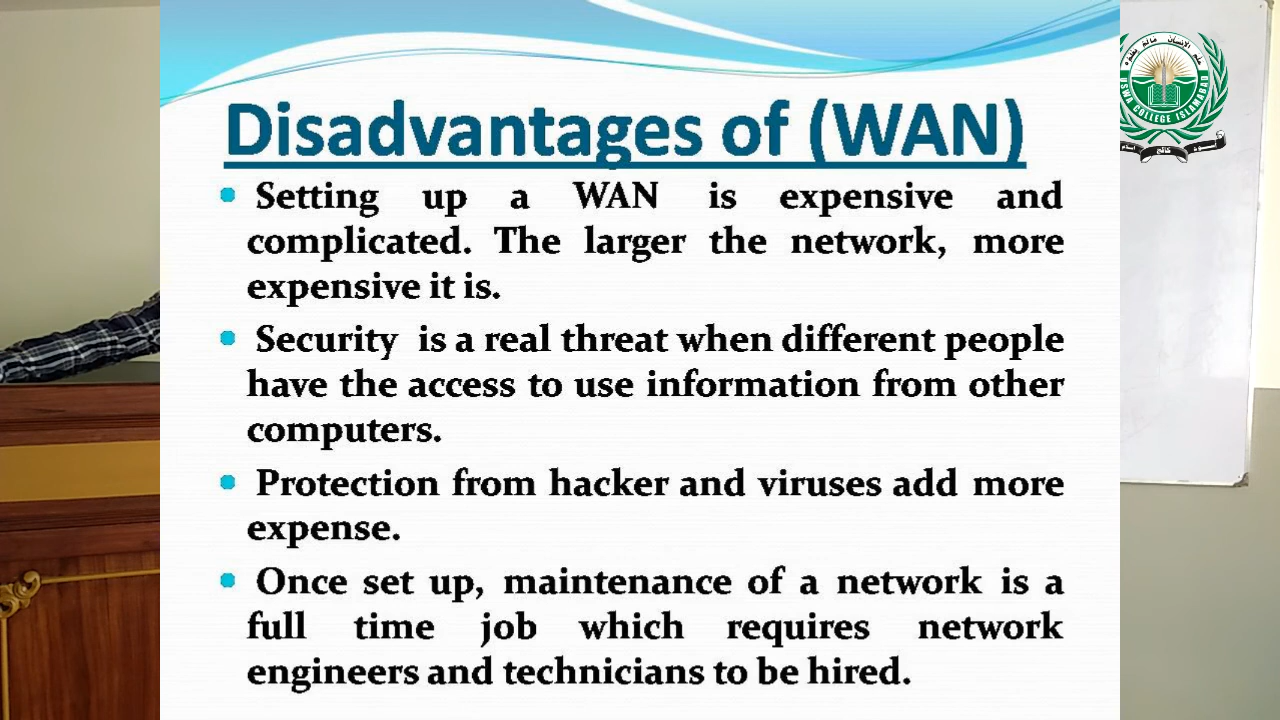 Disadvantages of (WAN)
• Setting up a WAN is expensive and
complicated. The larger the network, more
expensive it is.
• Security is a real threat when different people
have the access to use information from other
computers.
• Protection from hacker and viruses add more
expense.
• Once set up, maintenance of a network is a
full time job which requires network
engineers and technicians to be hired.
USWA COLLEGE ISLAMABAD